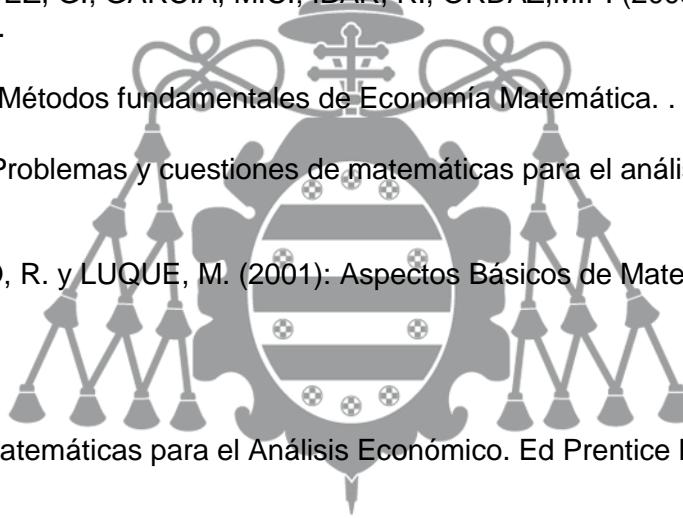 .
Métodos fundamentales de Economía Matemática. .
Problemas y cuestiones de matemáticas para el análi
, R. y LUQUE, M. (2001): Aspectos Básicos de Mate
atemáticas para el Análisis Económico. Ed Prentice